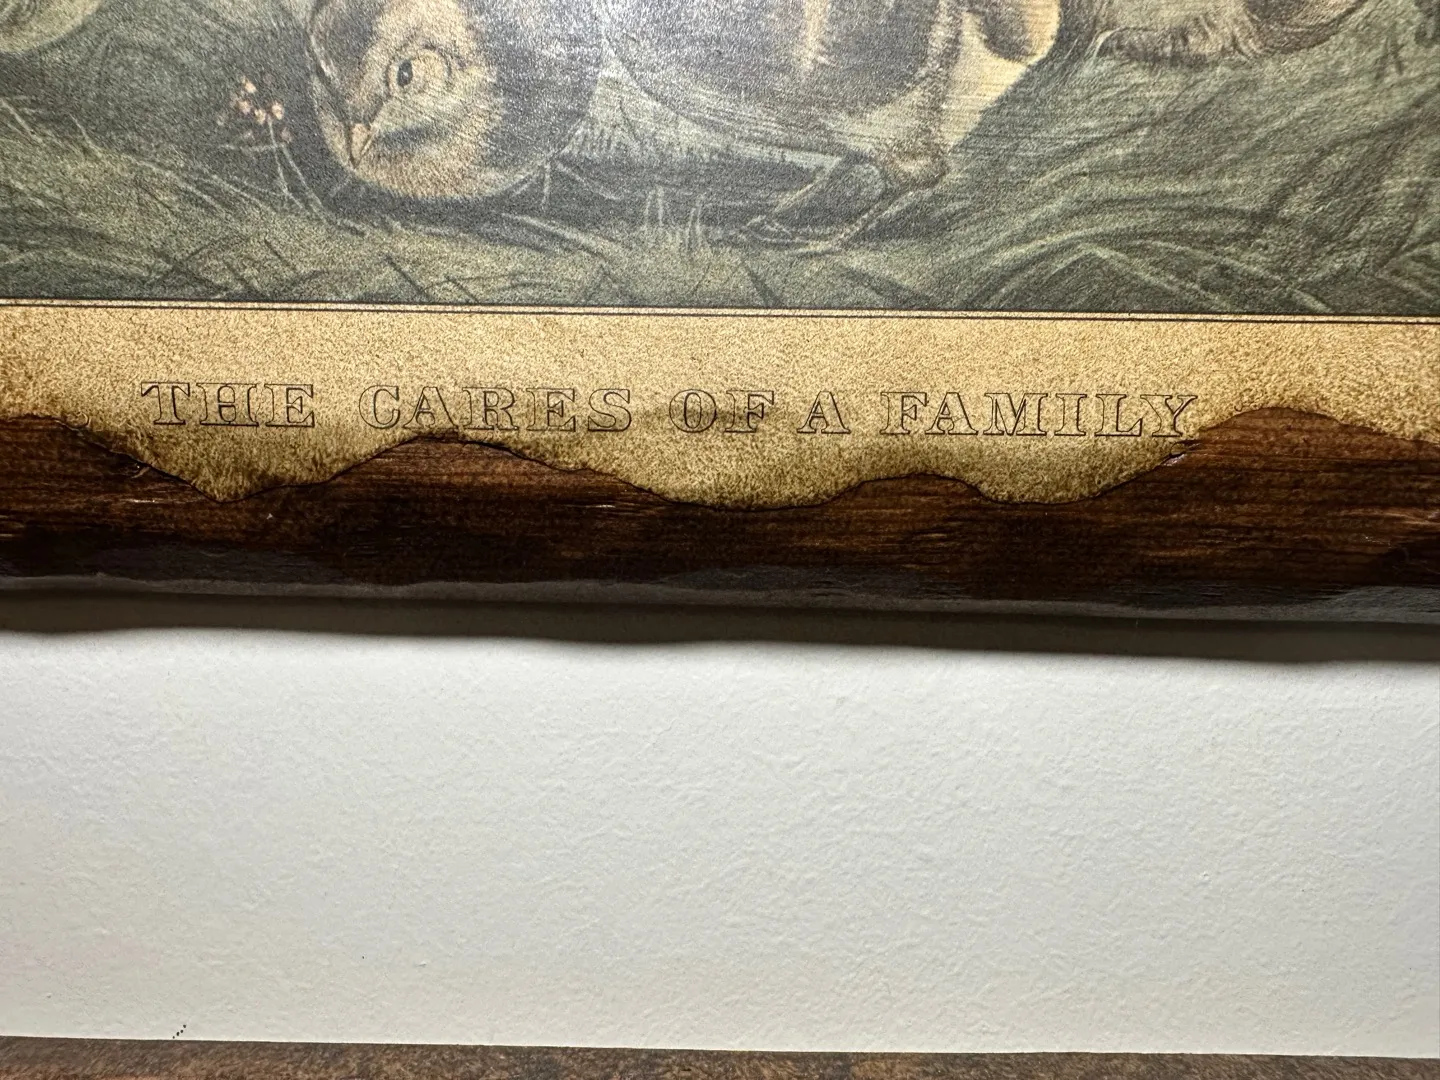 THE CARES OF A FAMILY